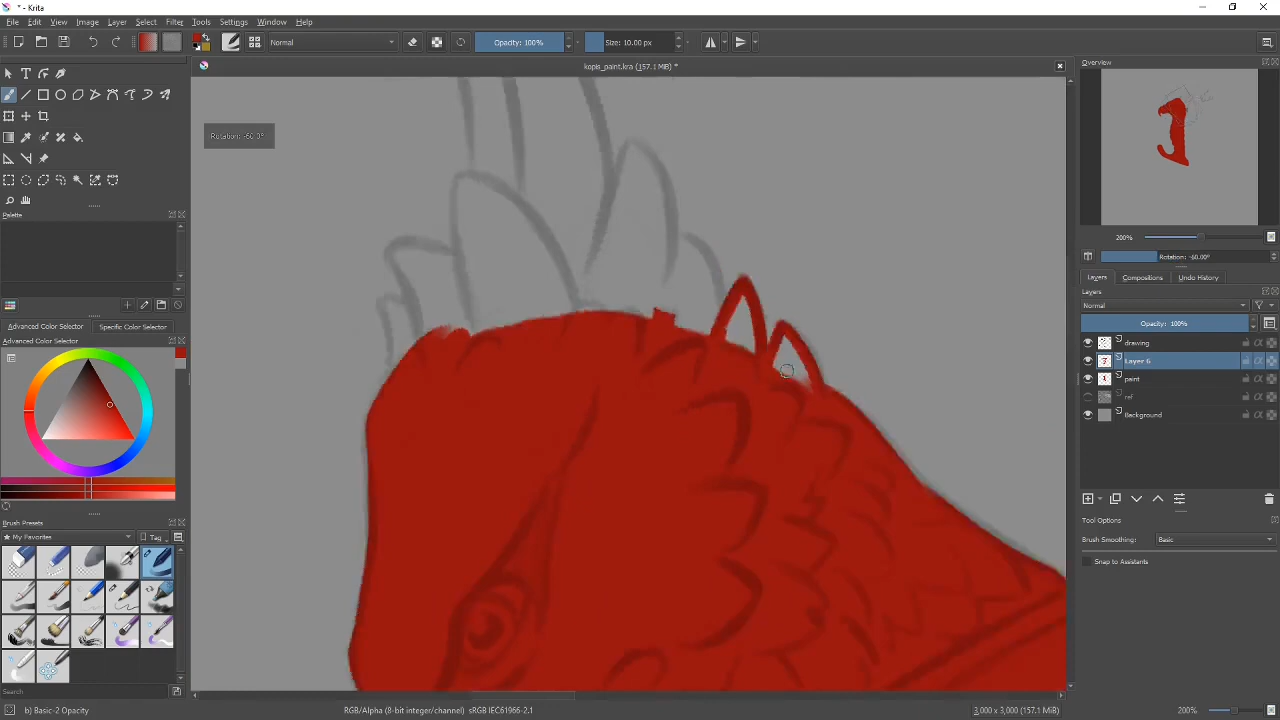 * - Krita
File Edit View Image Layer Select Filter Tools Settings Window Help
Normal Opacity: 100% Size: 10.00 px
kopis_paint.kra (157.1 MiB) *
Overview
Rotation: -60.0°
Palette
200%
Rotation: -60.00°
Layers Compositions Undo History
Layers
Normal
Opacity: 100%
drawing
Layer 6
paint
ref
Background
Advanced Color Selector Specific Color Selector
Advanced Color Selector
Tool Options
Brush Smoothing: Basic
Snap to Assistants
Brush Presets
My Favorites Tag
Search
b) Basic-2 Opacity
RGB/Alpha (8-bit integer/channel) sRGB IEC61966-2.1
3,000 x 3,000 (157.1 MiB)
200%